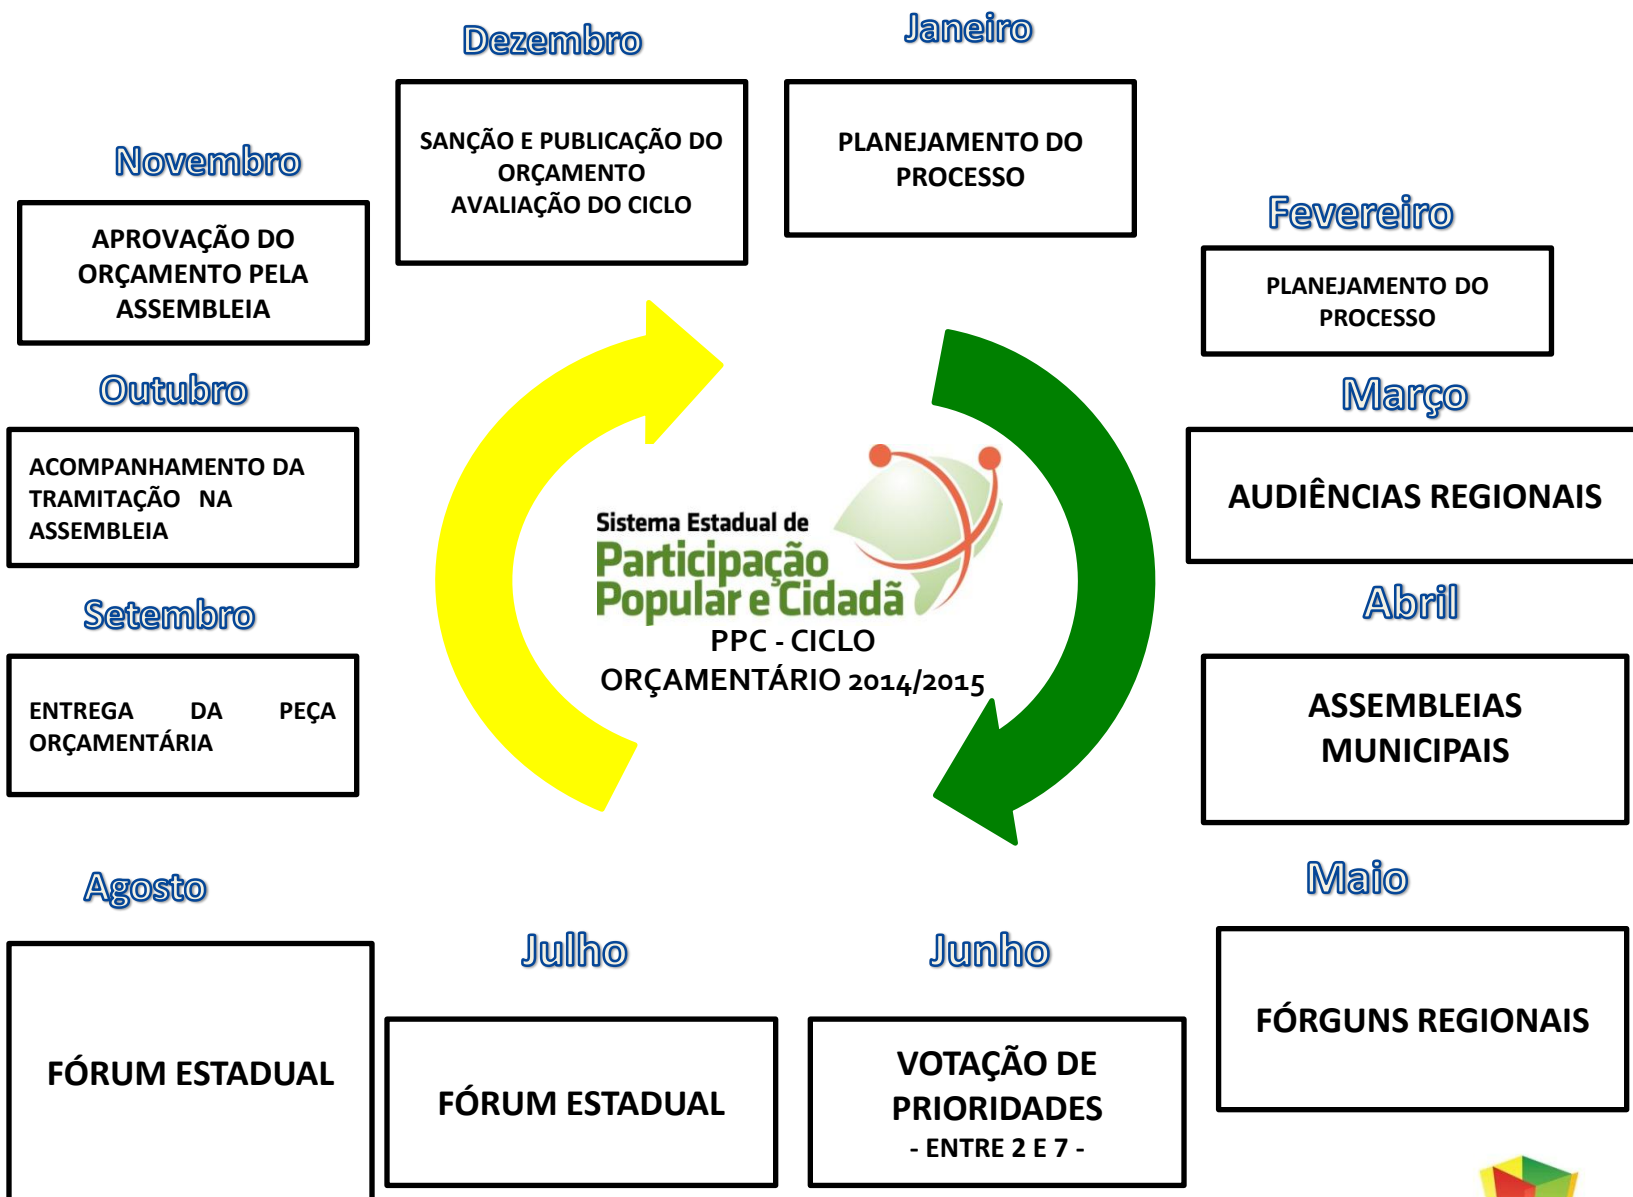 Janeiro
PLANEJAMENTO DO
PROCESSO
Fevereiro
PLANEJAMENTO DO
PROCESSO
Março
AUDIÊNCIAS REGIONAIS
Abril
ASSEMBLEIAS
MUNICIPAIS
Maio
FÓRGUNS REGIONAIS
Junho
VOTAÇÃO DE
PRIORIDADES
- ENTRE 2 E 7 -
Julho
FÓRUM ESTADUAL
Agosto
FÓRUM ESTADUAL
Setembro
ENTREGA DA PEÇA
ORÇAMENTÁRIA
Outubro
ACOMPANHAMENTO DA
TRAMITAÇÃO NA
ASSEMBLEIA
Novembro
APROVAÇÃO DO
ORÇAMENTO PELA
ASSEMBLEIA
Dezembro
SANÇÃO E PUBLICAÇÃO DO
ORÇAMENTO
AVALIAÇÃO DO CICLO
Sistema Estadual de
Participação
Popular e Cidadã
PPC - CICLO
ORÇAMENTÁRIO 2014/2015